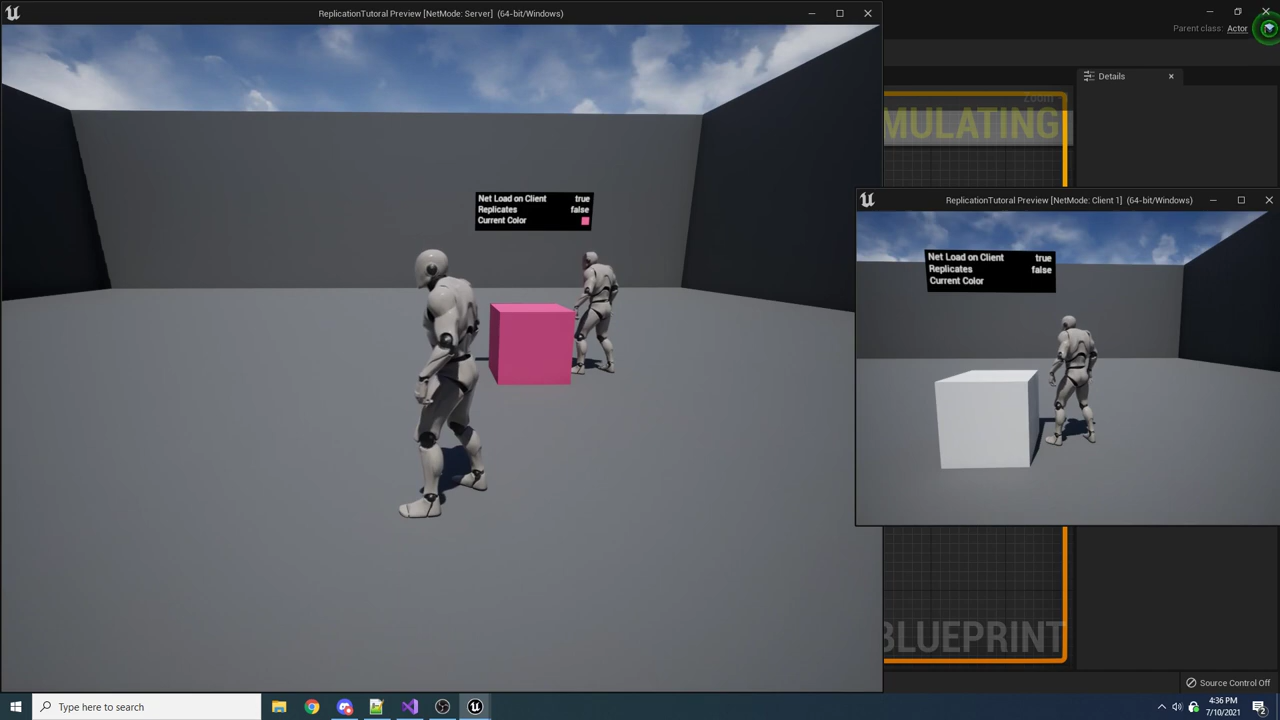 ReplicationTutoral Preview [NetMode: Server] (64-bit/Windows)
Parent class: Actor
Details
Zoom
MULATING
Net Load on Client true
Replicates false
Current Color
ReplicationTutoral Preview [NetMode: Client 1] (64-bit/Windows)
Net Load on Client true
Replicates false
Current Color
BLUEPRINT
Source Control Off
Type here to search
4:36 PM
7/10/2021
2